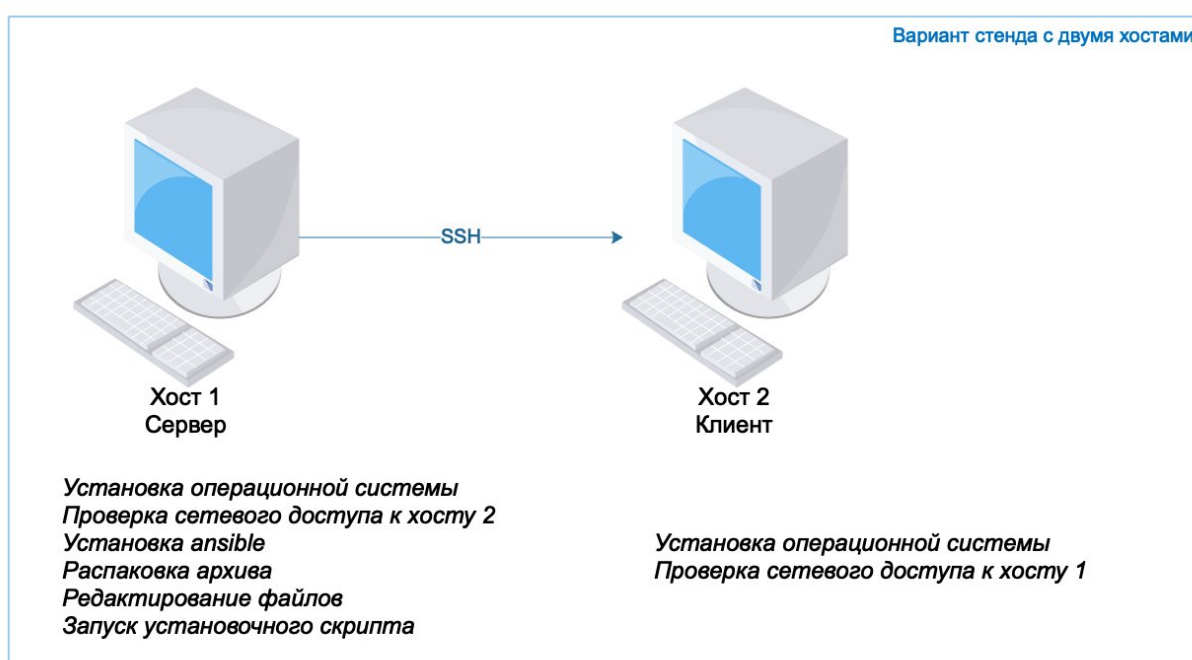 Вариант стенда с двумя хостами
SSH
Хост 1
Сервер
Хост 2
Клиент
Установка операционной системы
Проверка сетевого доступа к хосту 2
Установка ansible
Распаковка архива
Редактирование файлов
Запуск установочного скрипта
Установка операционной системы
Проверка сетевого доступа к хосту 1